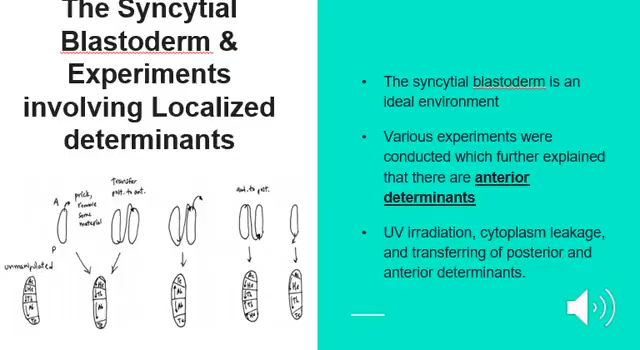 The Syncytial
Blastoderm &
Experiments
involving Localized
determinants
A
prick,
remove
some
material
P
Transfer
post. to ant.
ant. to post.
unmanipulated
Th
Ab
• The syncytial blastoderm is an
ideal environment
• Various experiments were
conducted which further explained
that there are anterior
determinants
• UV irradiation, cytoplasm leakage,
and transferring of posterior and
anterior determinants.